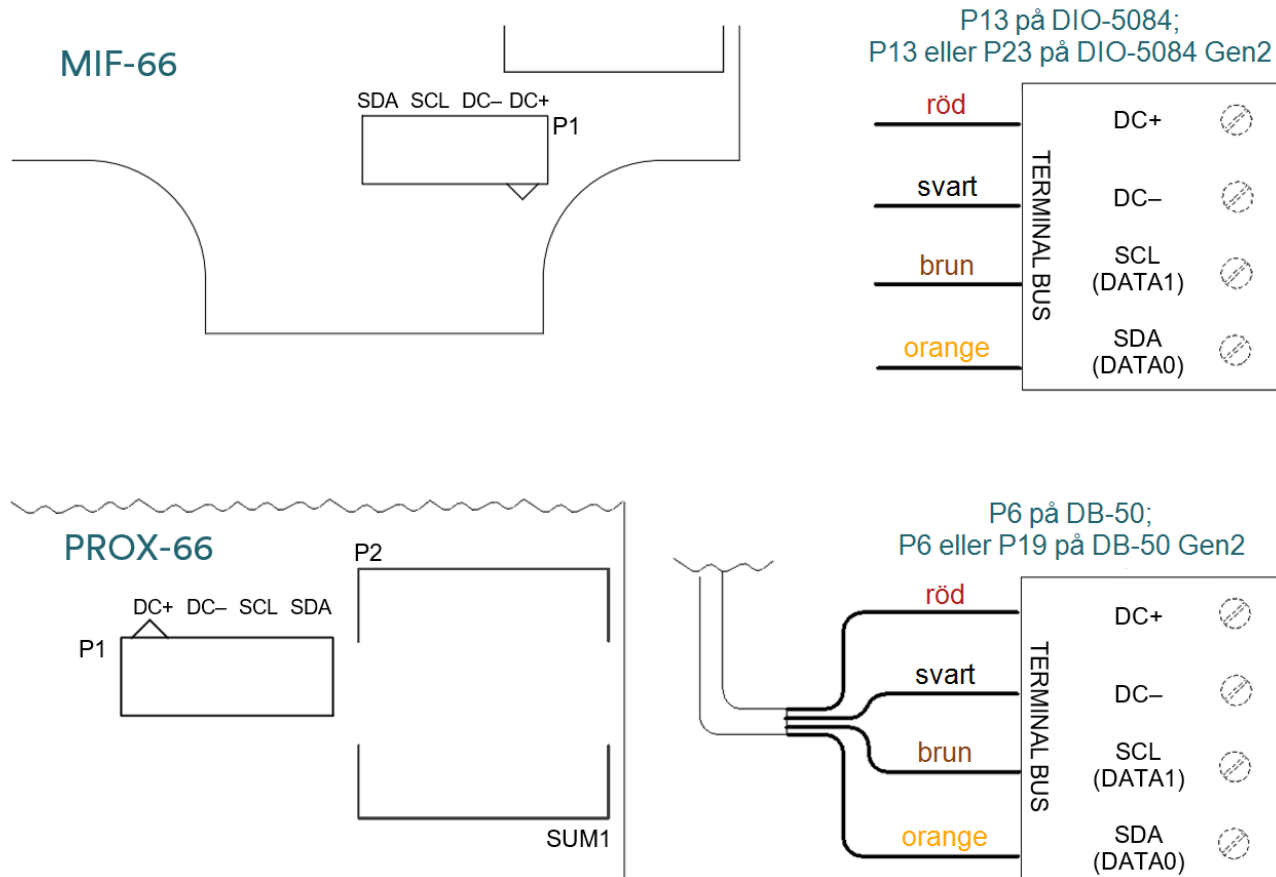 MIF-66
SDA SCL DC– DC+
P1
P13 på DIO-5084;
P13 eller P23 på DIO-5084 Gen2
röd
svart
brun
orange
TERMINAL BUS
DC+
DC–
SCL
(DATA1)
SDA
(DATA0)
PROX-66
P2
DC+ DC– SCL SDA
P1
SUM1
P6 på DB-50;
P6 eller P19 på DB-50 Gen2
röd
svart
brun
orange
TERMINAL BUS
DC+
DC–
SCL
(DATA1)
SDA
(DATA0)